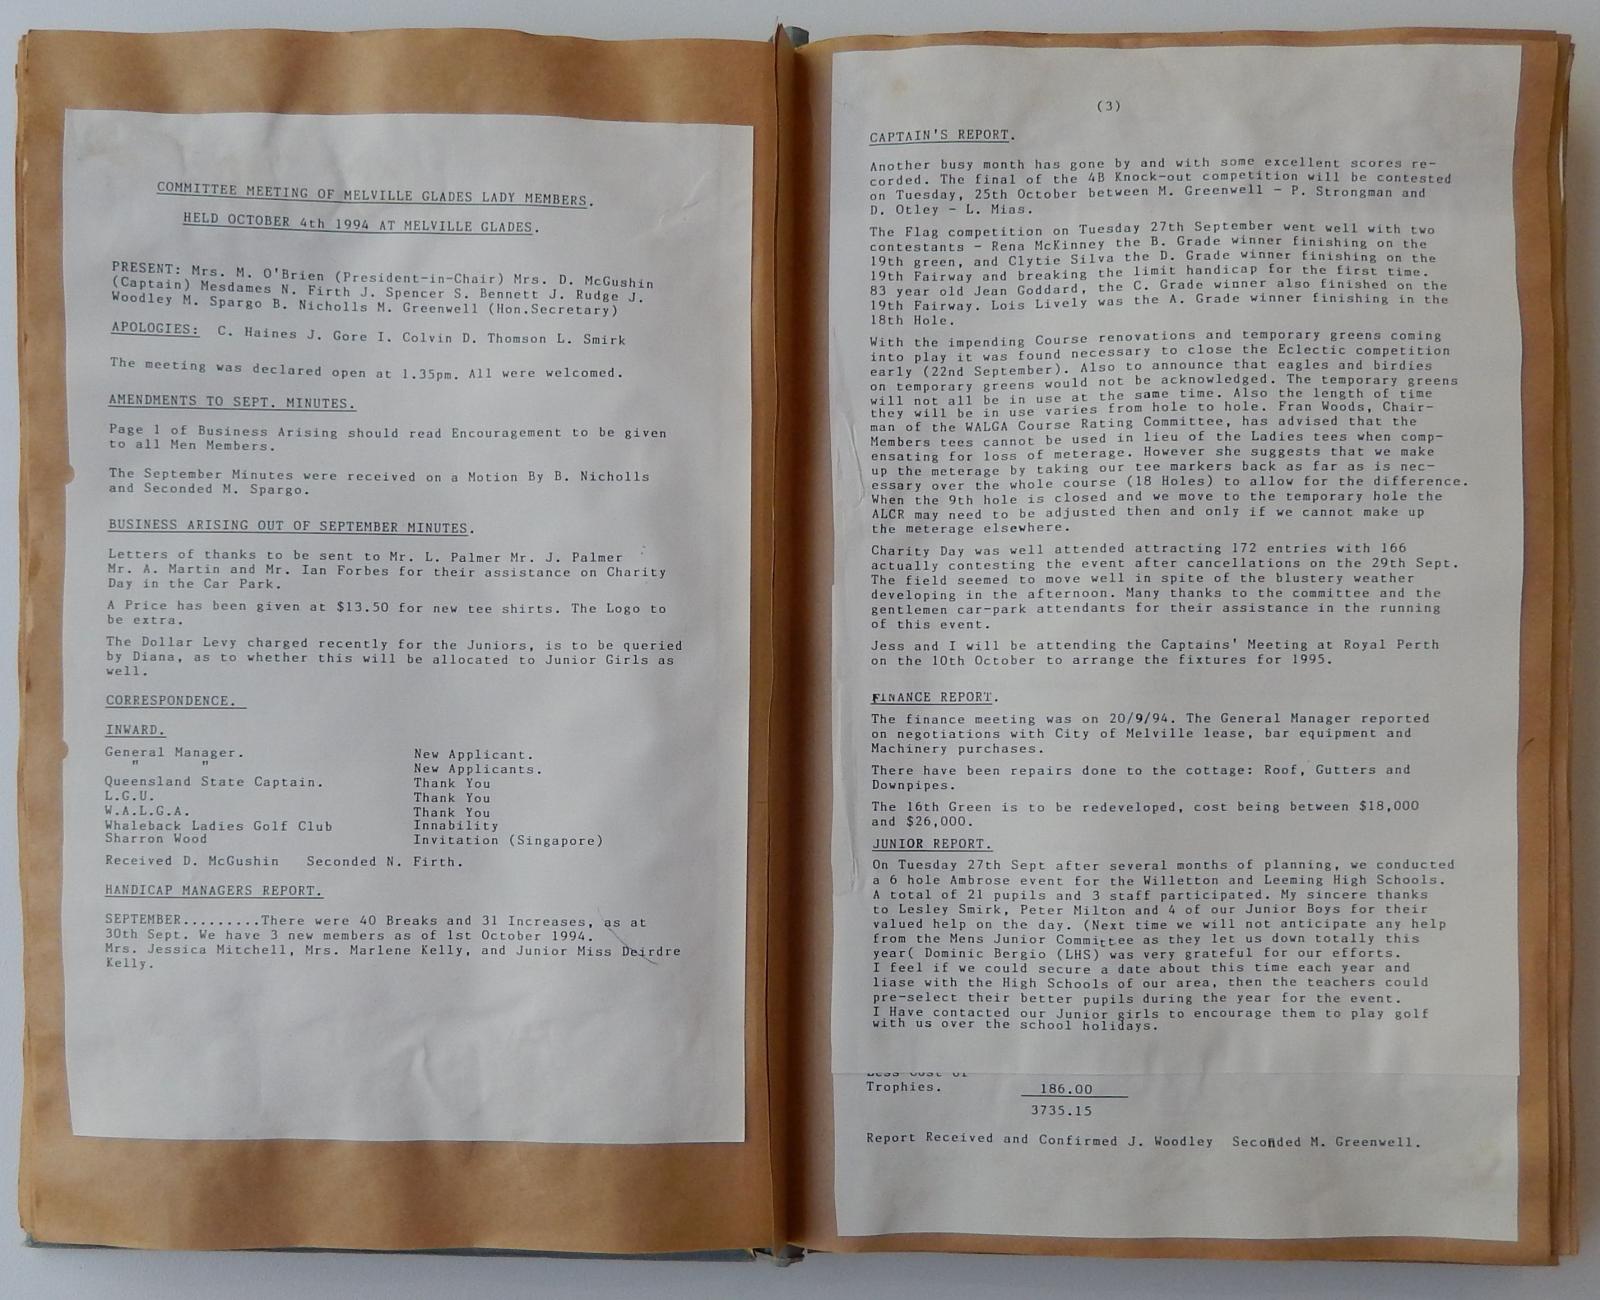 COMMITTEE MEETING OF MELVILLE GLADES LADY MEMBERS.
HELD OCTOBER 4th 1994 AT MELVILLE GLADES.
PRESENT: Mrs. M. O'Brien (President-in-Chair) Mrs. D. McGushin
(Captain) Mesdames N. Firth J. Spencer S. Bennett J. Rudge J.
Woodley M. Spargo B. Nicholls M. Greenwell (Hon.Secretary)
APOLOGIES: C. Haines J. Gore I. Colvin D. Thomson L. Smirk
The meeting was declared open at 1.35pm. All were welcomed.
AMENDMENTS TO SEPT. MINUTES.
Page 1 of Business Arising should read Encouragement to be given
to all Men Members.
The September Minutes were received on a Motion By B. Nicholls
and Seconded M. Spargo.
BUSINESS ARISING OUT OF SEPTEMBER MINUTES.
Letters of thanks to be sent to Mr. L. Palmer Mr. J. Palmer
Mr. A. Martin and Mr. Ian Forbes for their assistance on Charity
Day in the Car Park.
A Price has been given at $13.50 for new tee shirts. The Logo to
be extra.
The Dollar Levy charged recently for the Juniors, is to be queried
by Diana, as to whether this will be allocated to Junior Girls as
well.
CORRESPONDENCE.
INWARD.
General Manager. New Applicant.
" " New Applicants.
Queensland State Captain. Thank You
L.G.U. Thank You
W.A.L.G.A. Thank You
Whaleback Ladies Golf Club Innability
Sharron Wood Invitation (Singapore)
Received D. McGushin Seconded N. Firth.
HANDICAP MANAGERS REPORT.
SEPTEMBER.........There were 40 Breaks and 31 Increases, as at
30th Sept. We have 3 new members as of 1st October 1994.
Mrs. Jessica Mitchell, Mrs. Marlene Kelly, and Junior Miss Deirdre
Kelly.
(3)
CAPTAIN'S REPORT.
Another busy month has gone by and with some excellent scores re-
corded. The final of the 4B Knock-out competition will be contested
on Tuesday, 25th October between M. Greenwell - P. Strongman and
D. Otley - L. Mias.
The Flag competition on Tuesday 27th September went well with two
contestants - Rena McKinney the B. Grade winner finishing on the
19th green, and Clytie Silva the D. Grade winner finishing on the
19th Fairway and breaking the limit handicap for the first time.
83 year old Jean Goddard, the C. Grade winner also finished on the
19th Fairway. Lois Lively was the A. Grade winner finishing in the
18th Hole.
With the impending Course renovations and temporary greens coming
into play it was found necessary to close the Eclectic competition
early (22nd September). Also to announce that eagles and birdies
on temporary greens would not be acknowledged. The temporary greens
will not all be in use at the same time. Also the length of time
they will be in use varies from hole to hole. Fran Woods, Chair-
man of the WALGA Course Rating Committee, has advised that the
Members tees cannot be used in lieu of the Ladies tees when comp-
ensating for loss of meterage. However she suggests that we make
up the meterage by taking our tee markers back as far as is nec-
essary over the whole course (18 Holes) to allow for the difference.
When the 9th hole is closed and we move to the temporary hole the
ALCR may need to be adjusted then and only if we cannot make up
the meterage elsewhere.
Charity Day was well attended attracting 172 entries with 166
actually contesting the event after cancellations on the 29th Sept.
The field seemed to move well in spite of the blustery weather
developing in the afternoon. Many thanks to the committee and the
gentlemen car-park attendants for their assistance in the running
of this event.
Jess and I will be attending the Captains' Meeting at Royal Perth
on the 10th October to arrange the fixtures for 1995.
FINANCE REPORT.
The finance meeting was on 20/9/94. The General Manager reported
on negotiations with City of Melville lease, bar equipment and
Machinery purchases.
There have been repairs done to the cottage: Roof, Gutters and
Downpipes.
The 16th Green is to be redeveloped, cost being between $18,000
and $26,000.
JUNIOR REPORT.
On Tuesday 27th Sept after several months of planning, we conducted
a 6 hole Ambrose event for the Willetton and Leeming High Schools.
A total of 21 pupils and 3 staff participated. My sincere thanks
to Lesley Smirk, Peter Milton and 4 of our Junior Boys for their
valued help on the day. (Next time we will not anticipate any help
from the Mens Junior Committee as they let us down totally this
year( Dominic Bergio (LHS) was very grateful for our efforts.
I feel if we could secure a date about this time each year and
liase with the High Schools of our area, then the teachers could
pre-select their better pupils during the year for the event.
I Have contacted our Junior girls to encourage them to play golf
with us over the school holidays.
Less Cost of
Trophies. 186.00
3735.15
Report Received and Confirmed J. Woodley Seconded M. Greenwell.